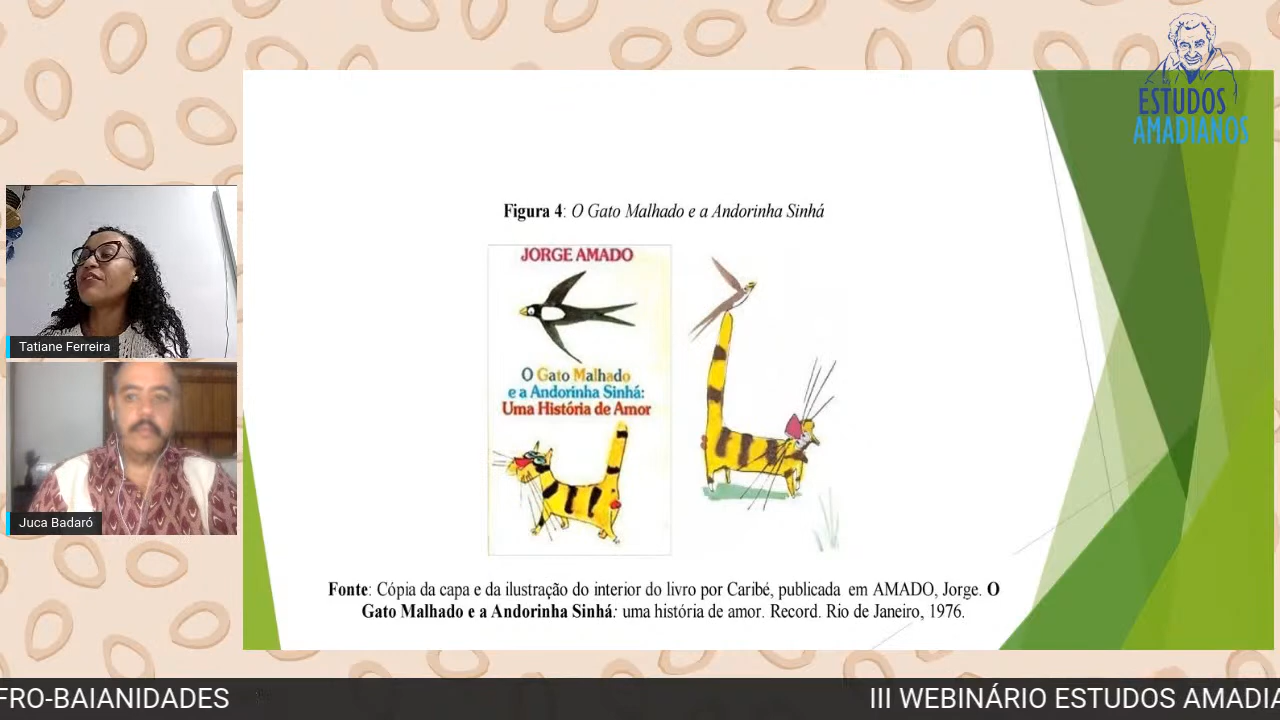 ESTUDOS
AMADIANOS
Figura 4: O Gato Malhado e a Andorinha Sinhá
JORGE AMADO
O Gato Malhado
e a Andorinha Sinhá:
Uma História de Amor
Tatiane Ferreira
Juca Badaró
Fonte: Cópia da capa e da ilustração do interior do livro por Caribé, publicada em AMADO, Jorge. O
Gato Malhado e a Andorinha Sinhá: uma história de amor. Record. Rio de Janeiro, 1976.
FRO-BAIANIDADES
III WEBINÁRIO ESTUDOS AMADIA